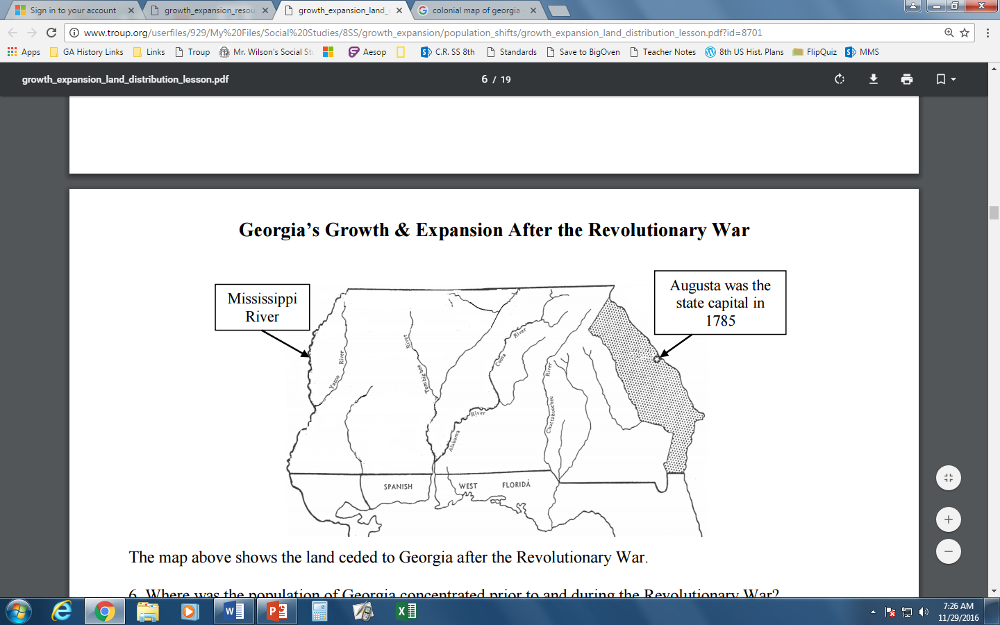 Sign in to your account
growth_expansion_resou
growth_expansion_land_
colonial map of georgia
www.troup.org/userfiles/929/My%20Files/Social%20Studies/8SS/growth_expansion/population_shifts/growth_expansion_land_distribution_lesson.pdf?id=8701
Apps GA History Links Links Troup Mr. Wilson's Social St Aesop C.R. SS 8th Standards Save to BigOven Teacher Notes 8th US Hist. Plans FlipQuiz MMS
growth_expansion_land_distribution_lesson.pdf
6 / 19
Georgia's Growth & Expansion After the Revolutionary War
Mississippi
River
Augusta was the
state capital in
1785
Yazoo River
Tombigbee River
Coosa River
Alabama River
Chattahoochee River
SPANISH WEST FLORIDA
The map above shows the land ceded to Georgia after the Revolutionary War.
6. Where was the population of Georgia concentrated prior to and during the Revolutionary War?
7:26 AM
11/29/2016